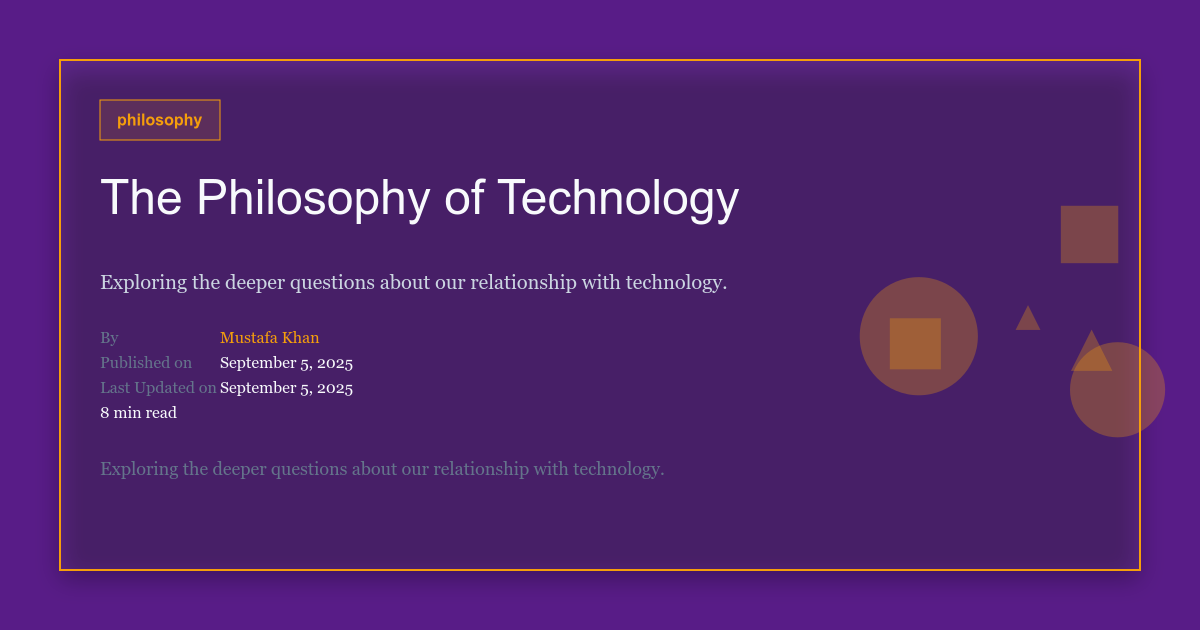 philosophy
The Philosophy of Technology
Exploring the deeper questions about our relationship with technology.
By Mustafa Khan
Published on September 5, 2025
Last Updated on September 5, 2025
8 min read
Exploring the deeper questions about our relationship with technology.